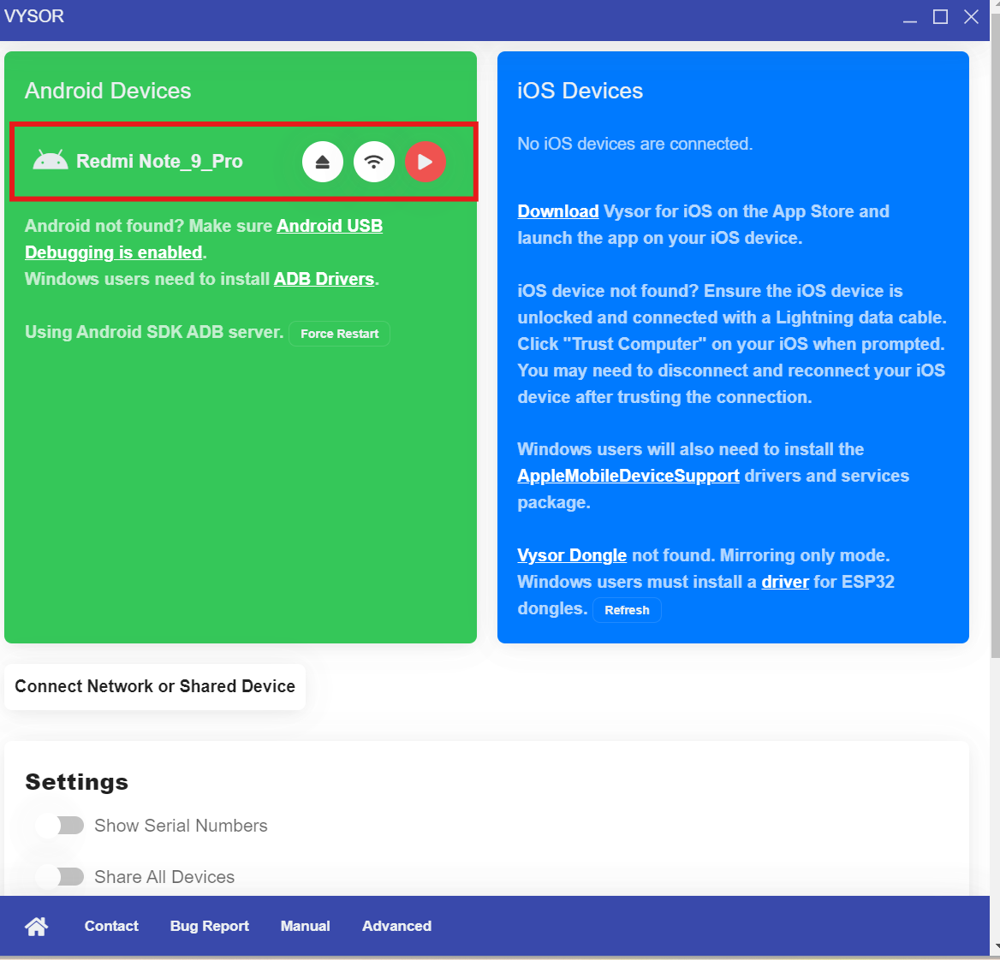 VYSOR
Android Devices
Redmi Note_9_Pro
Android not found? Make sure Android USB
Debugging is enabled.
Windows users need to install ADB Drivers.
Using Android SDK ADB server. Force Restart
iOS Devices
No iOS devices are connected.
Download Vysor for iOS on the App Store and
launch the app on your iOS device.
iOS device not found? Ensure the iOS device is
unlocked and connected with a Lightning data cable.
Click "Trust Computer" on your iOS when prompted.
You may need to disconnect and reconnect your iOS
device after trusting the connection.
Windows users will also need to install the
AppleMobileDeviceSupport drivers and services
package.
Vysor Dongle not found. Mirroring only mode.
Windows users must install a driver for ESP32
dongles. Refresh
Connect Network or Shared Device
Settings
Show Serial Numbers
Share All Devices
Contact Bug Report Manual Advanced